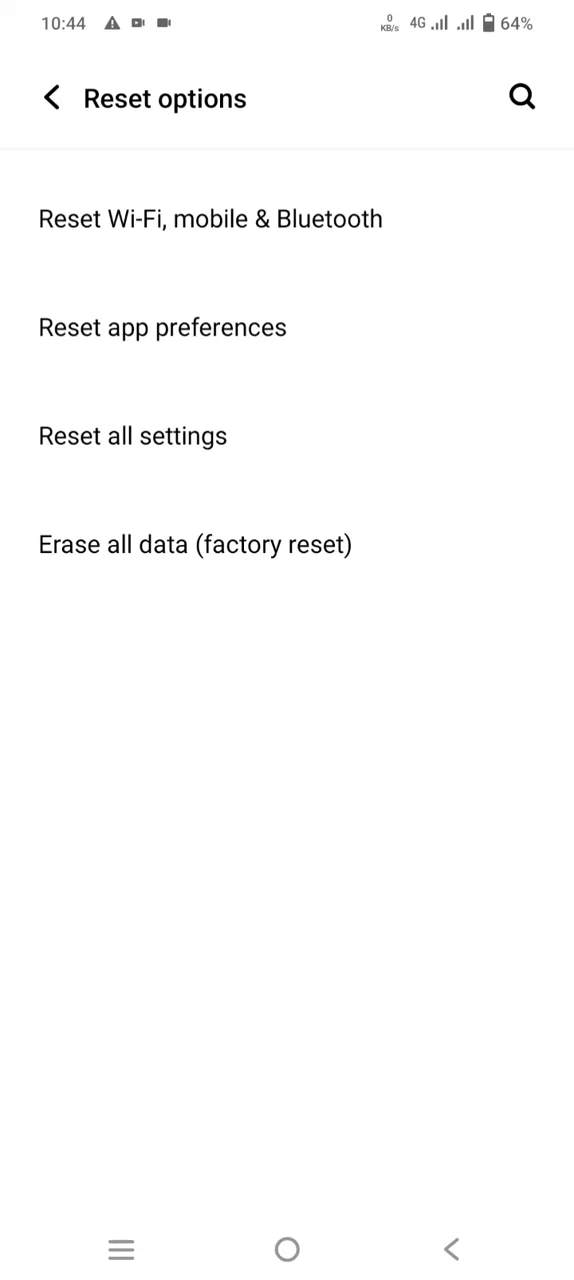 10:44
0 KB/s 4G 64%
Reset options
Reset Wi-Fi, mobile & Bluetooth
Reset app preferences
Reset all settings
Erase all data (factory reset)